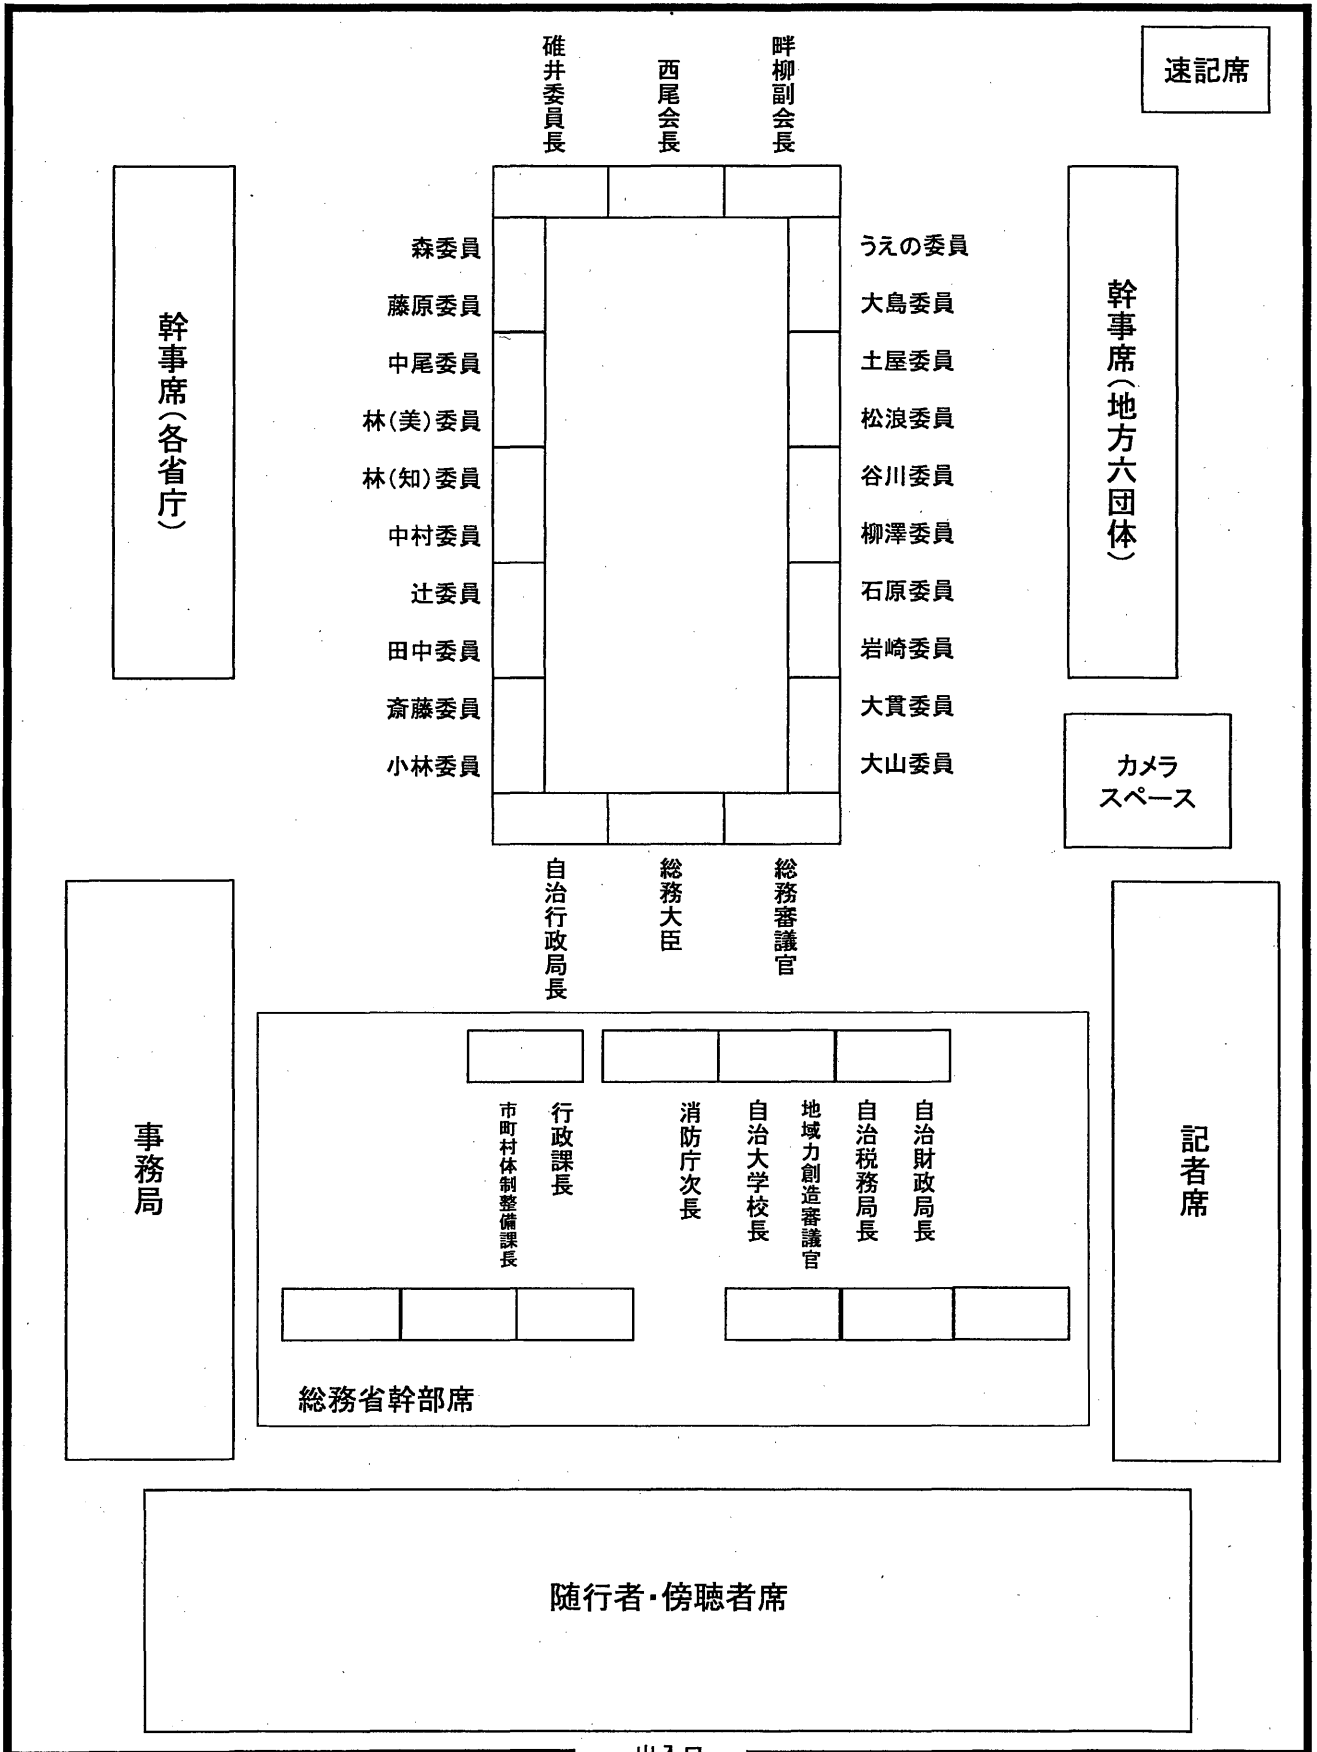 碓井委員長
西尾会長
畔柳副会長
速記席
幹事席(各省庁)
森委員
藤原委員
中尾委員
林(美)委員
林(知)委員
中村委員
辻委員
田中委員
斎藤委員
小林委員
うえの委員
大島委員
土屋委員
松浪委員
谷川委員
柳澤委員
石原委員
岩崎委員
大貫委員
大山委員
幹事席(地方六団体)
カメラ
スペース
自治行政局長
総務大臣
総務審議官
事務局
市町村体制整備課長
行政課長
消防庁次長
自治大学校長
地域力創造審議官
自治税務局長
自治財政局長
総務省幹部席
記者席
随行者・傍聴者席
出入口